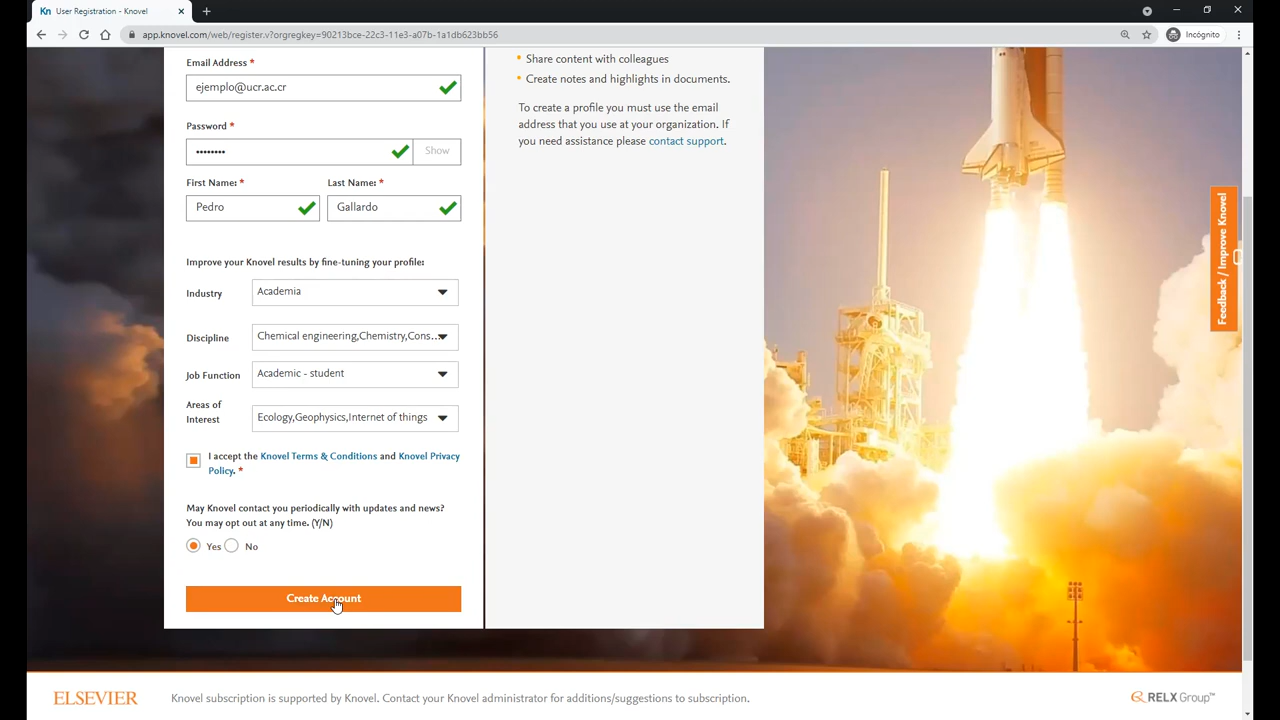 Kn User Registration - Knovel
app.knovel.com/web/register.v?orgregkey=90213bce-22c3-11e3-a07b-1a1db623bb56
Incógnito
Email Address *
ejemplo@ucr.ac.cr
Password *
••••••••
Show
First Name: *
Last Name: *
Pedro
Gallardo
Improve your Knovel results by fine-tuning your profile:
Industry
Academia
Discipline
Chemical engineering,Chemistry,Cons...
Job Function
Academic - student
Areas of
Interest
Ecology,Geophysics,Internet of things
I accept the Knovel Terms & Conditions and Knovel Privacy
Policy. *
May Knovel contact you periodically with updates and news?
You may opt out at any time. (Y/N)
Yes
No
Create Account
• Share content with colleagues
• Create notes and highlights in documents.
To create a profile you must use the email
address that you use at your organization. If
you need assistance please contact support.
Feedback / Improve Knovel
ELSEVIER
Knovel subscription is supported by Knovel. Contact your Knovel administrator for additions/suggestions to subscription.
RELX Group™